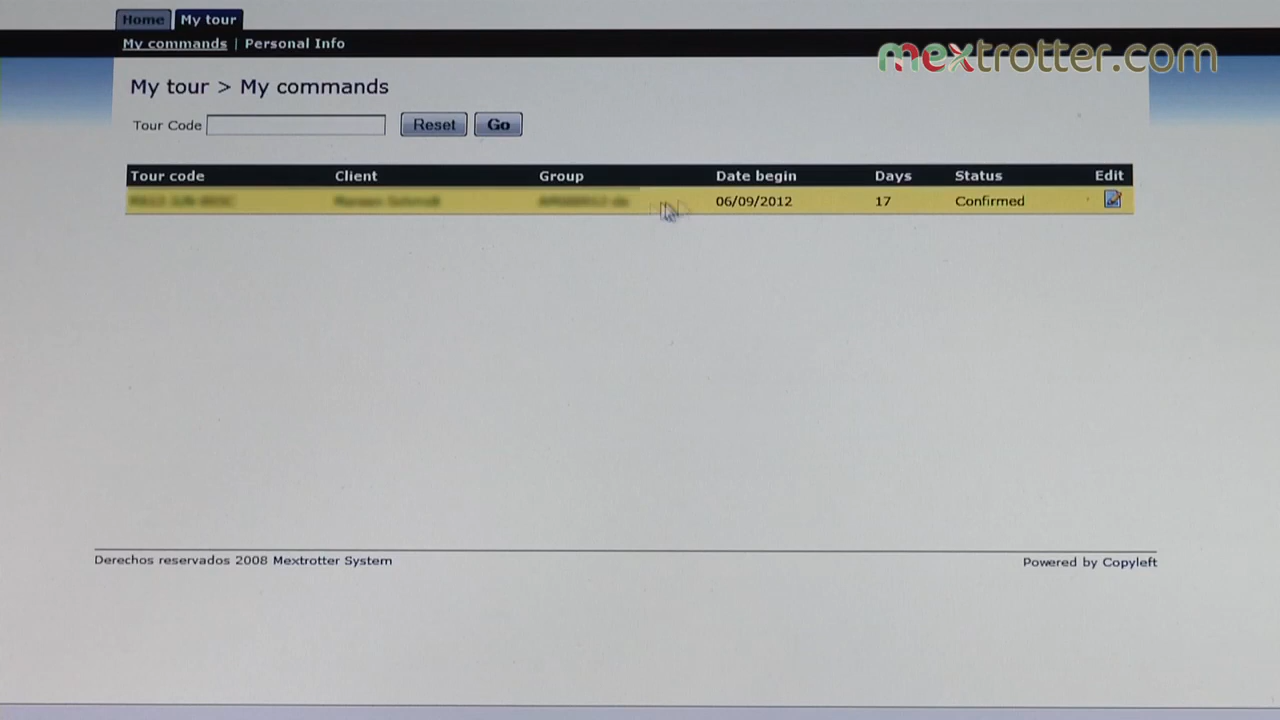 Home My tour
My commands | Personal Info
mextrotter.com
My tour > My commands
Tour Code Reset Go
Tour code Client Group Date begin Days Status Edit
06/09/2012 17 Confirmed
Derechos reservados 2008 Mextrotter System
Powered by Copyleft